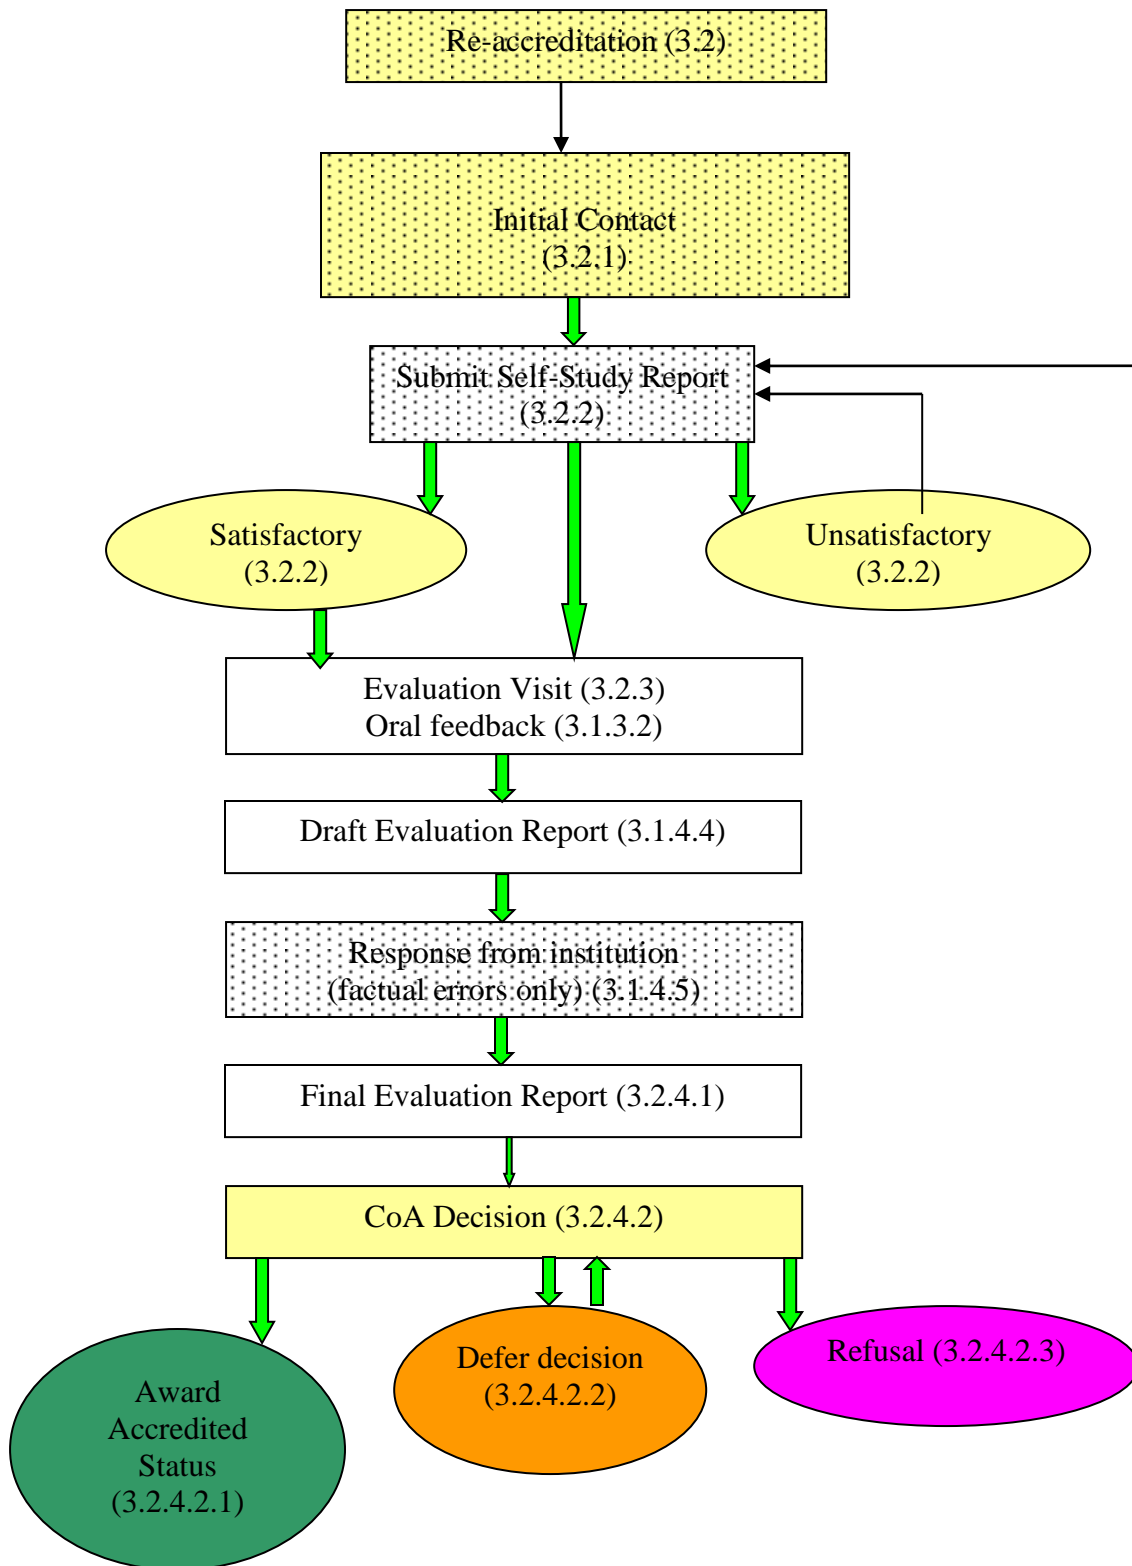 Re-accreditation (3.2)
Initial Contact
(3.2.1)
Submit Self-Study Report
(3.2.2)
Satisfactory
(3.2.2)
Unsatisfactory
(3.2.2)
Evaluation Visit (3.2.3)
Oral feedback (3.1.3.2)
Draft Evaluation Report (3.1.4.4)
Response from institution
(factual errors only) (3.1.4.5)
Final Evaluation Report (3.2.4.1)
CoA Decision (3.2.4.2)
Award
Accredited
Status
(3.2.4.2.1)
Defer decision
(3.2.4.2.2)
Refusal (3.2.4.2.3)